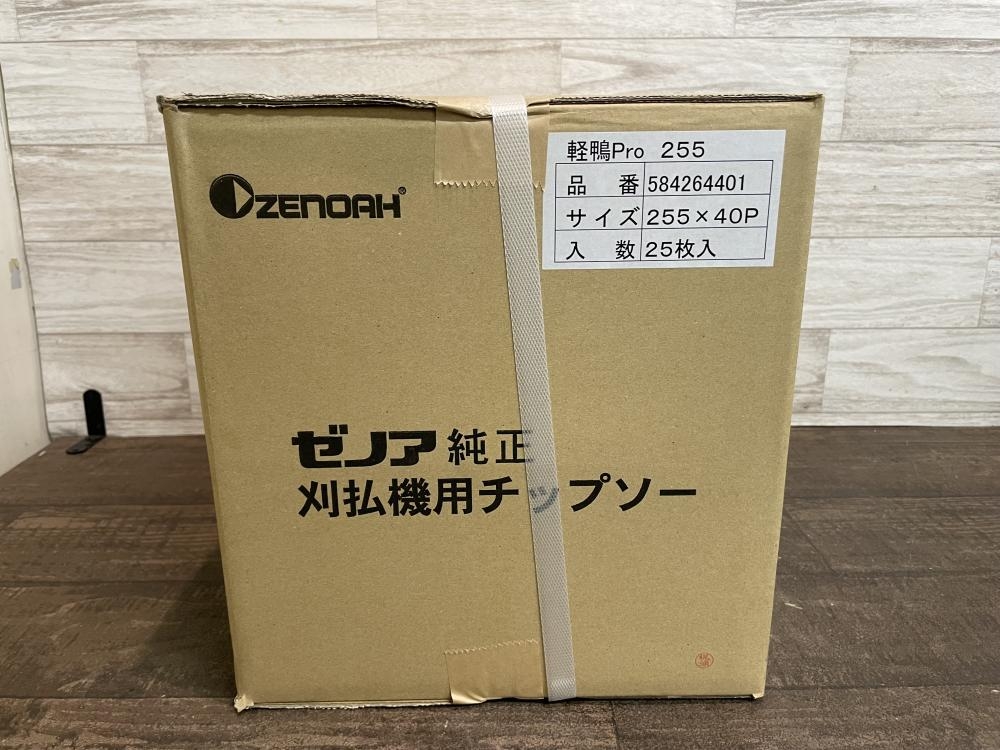 ZENOAH®
軽鴨Pro 255
品 番 584264401
サイズ 255×40P
入 数 25枚入
ゼノア 純正
刈払機用チップソー